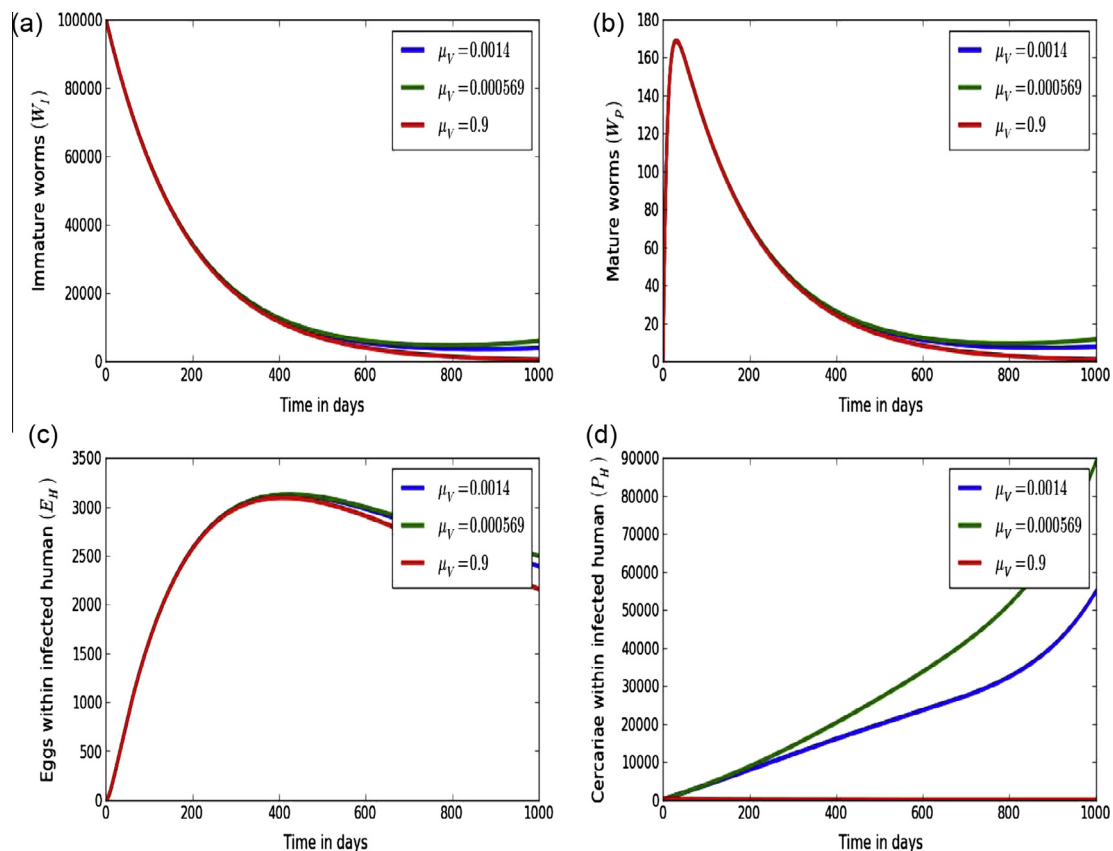 (a)
100000
80000
60000
40000
20000
0
0 200 400 600 800 1000
Immature worms (W_I)
Time in days
μ_V=0.0014
μ_V=0.000569
μ_V=0.9
(b)
180
160
140
120
100
80
60
40
20
0
0 200 400 600 800 1000
Mature worms (W_P)
Time in days
μ_V=0.0014
μ_V=0.000569
μ_V=0.9
(c)
3500
3000
2500
2000
1500
1000
500
0
0 200 400 600 800 1000
Eggs within infected human (E_H)
Time in days
μ_V=0.0014
μ_V=0.000569
μ_V=0.9
(d)
90000
80000
70000
60000
50000
40000
30000
20000
10000
0
0 200 400 600 800 1000
Cercariae within infected human (P_H)
Time in days
μ_V=0.0014
μ_V=0.000569
μ_V=0.9